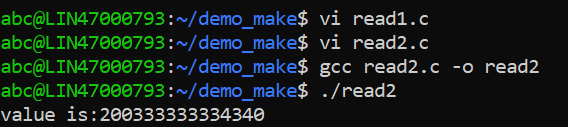 abc@LIN47000793:~/demo_make$ vi read1.c
abc@LIN47000793:~/demo_make$ vi read2.c
abc@LIN47000793:~/demo_make$ gcc read2.c -o read2
abc@LIN47000793:~/demo_make$ ./read2
value is:200333333334340